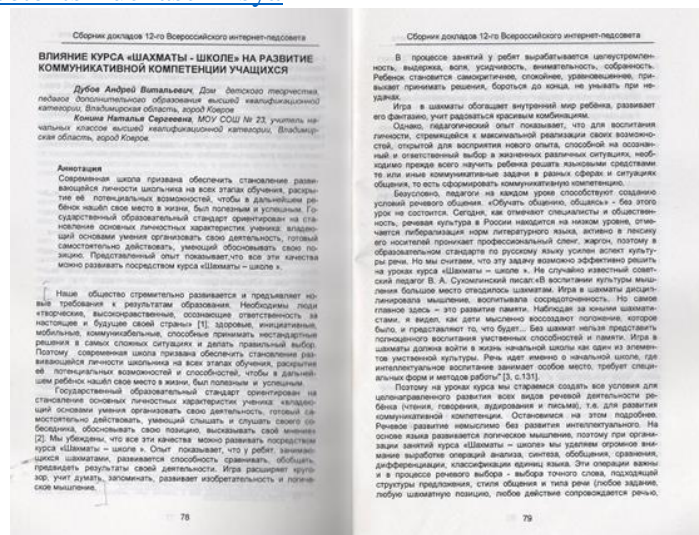 Сборник докладов 12-го Всероссийского интернет-педсовета
ВЛИЯНИЕ КУРСА «ШАХМАТЫ - ШКОЛЕ» НА РАЗВИТИЕ
КОММУНИКАТИВНОЙ КОМПЕТЕНЦИИ УЧАЩИХСЯ
Дубов Андрей Витальевич, Дом детского творчества,
педагог дополнительного образования высшей квалификационной
категории, Владимирская область, город Ковров
Конина Наталья Сергеевна, МОУ СОШ № 23, учитель на-
чальных классов высшей квалификационной категории, Владимир-
ская область, город Ковров.
Аннотация
Современная школа призвана обеспечить становление разви-
вающейся личности школьника на всех этапах обучения, раскры-
тие её потенциальных возможностей, чтобы в дальнейшем ре-
бёнок нашёл свое место в жизни, был полезным и успешным. Го-
сударственный образовательный стандарт ориентирован на ста-
новление основных личностных характеристик ученика: владею-
щий основами умения организовать свою деятельность, готовый
самостоятельно действовать, умеющий обосновывать свою по-
зицию. Представленный опыт показывает,что все эти качества
можно развивать посредством курса «Шахматы – школе ».
Наше общество стремительно развивается и предъявляет но-
вые требования к результатам образования. Необходимы люди
«творческие, высоконравственные, осознающие ответственность за
настоящее и будущее своей страны» [1]; здоровые, инициативные,
мобильные, коммуникабельные, способные принимать нестандартные
решения в самых сложных ситуациях и делать правильный выбор.
Поэтому современная школа призвана обеспечить становление раз-
вивающейся личности школьника на всех этапах обучения, раскрытие
её потенциальных возможностей и способностей, чтобы в дальней-
шем ребёнок нашёл свое место в жизни, был полезным и успешным.
Государственный образовательный стандарт ориентирован на
становление основных личностных характеристик ученика: «владею-
щий основами умения организовать свою деятельность, готовый са-
мостоятельно действовать, умеющий слышать и слушать своего со-
беседника, обосновывать свою позицию, высказывать своё мнение»
[2]. Мы убеждены, что все эти качества можно развивать посредством
курса «Шахматы – школе ». Опыт показывает, что у ребят, занимаю-
щихся шахматами, развивается способность сравнивать, обобщать,
предвидеть результаты своей деятельности. Игра расширяет круго-
зор, учит думать, запоминать, развивает изобретательность и логиче-
ское мышление.
78
Сборник докладов 12-го Всероссийского интернет-педсовета
В процессе занятий у ребят вырабатывается целеустремлен-
ность, выдержка, воля, усидчивость, внимательность, собранность.
Ребенок становится самокритичнее, спокойнее, уравновешеннее, при-
выкает принимать решения, бороться до конца, не унывать при не-
удачах.
Игра в шахматы обогащает внутренний мир ребёнка, развивает
его фантазию, учит радоваться красивым комбинациям.
Однако, педагогический опыт показывает, что для воспитания
личности, стремящейся к максимальной реализации своих возможно-
стей, открытой для восприятия нового опыта, способной на осознан-
ный и ответственный выбор в жизненных различных ситуациях, необ-
ходимо прежде всего научить ребенка решать языковыми средствами
те или иные коммуникативные задачи в разных сферах и ситуациях
общения, то есть сформировать коммуникативную компетенцию.
Безусловно, педагоги на каждом уроке способствуют созданию
условий речевого общения. «Обучать общению, общаясь» - без этого
урок не состоится. Сегодня, как отмечают специалисты и обществен-
ность, речевая культура в России находится на низком уровне, отме-
чается либерализация норм литературного языка, активно в лексику
его носителей проникает профессиональный сленг, жаргон, поэтому в
образовательном стандарте по русскому языку усилен аспект культу-
ры речи. Но мы считаем, что эту задачу возможно эффективно решить
на уроках курса «Шахматы – школе ». Не случайно известный совет-
ский педагог В. А. Сухомлинский писал:«В воспитании культуры мыш-
ления большое место отводилось шахматам. Игра в шахматы дисцип-
линировала мышление, воспитывала сосредоточенность. Но самое
главное здесь – это развитие памяти. Наблюдая за юными шахмати-
стами, я видел, как дети мысленно воссоздают положение, которое
было, и представляют то, что будет... Без шахмат нельзя представить
полноценного воспитания умственных способностей и памяти. Игра в
шахматы должна войти в жизнь начальной школы как один из элемен-
тов умственной культуры. Речь идет именно о начальной школе, где
интеллектуальное воспитание занимает особое место, требует специ-
альных форм и методов работы" [3, с.131].
Поэтому на уроках курса мы стараемся создать все условия для
целенаправленного развития всех видов речевой деятельности ре-
бёнка (чтения, говорения, аудирования и письма), т.е. для развития
коммуникативной компетенции. Остановимся на этом подробнее.
Речевое развитие немыслимо без развития интеллектуального. На
основе языка развивается логическое мышление, поэтому при органи-
зации занятий курса «Шахматы – школе» мы уделяем огромное вни-
мание выработке операций анализа, синтеза, обобщения, сравнения,
дифференциации, классификации единиц языка. Эти операции важны
и в процессе речевого выбора - выбора точного слова, подходящей
структуры предложения, стиля общения и типа речи (любое задание,
любую шахматную позицию, любое действие сопровождается речью,
79